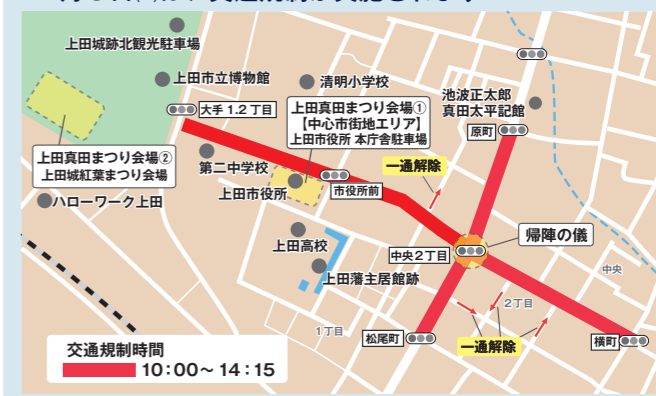 上田城跡北観光駐車場
上田市立博物館
清明小学校
大手 1.2 丁目
上田真田まつり会場①
【中心市街地エリア】
上田市役所 本庁舎駐車場
池波正太郎
真田太平記館
原町
上田真田まつり会場②
上田城紅葉まつり会場
第二中学校
一通解除
上田市役所
市役所前
ハローワーク上田
帰陣の儀
上田高校
中央2丁目
中央
上田藩主居館跡
2丁目
1丁目
松尾町
一通解除
横町
交通規制時間
10:00〜 14:15